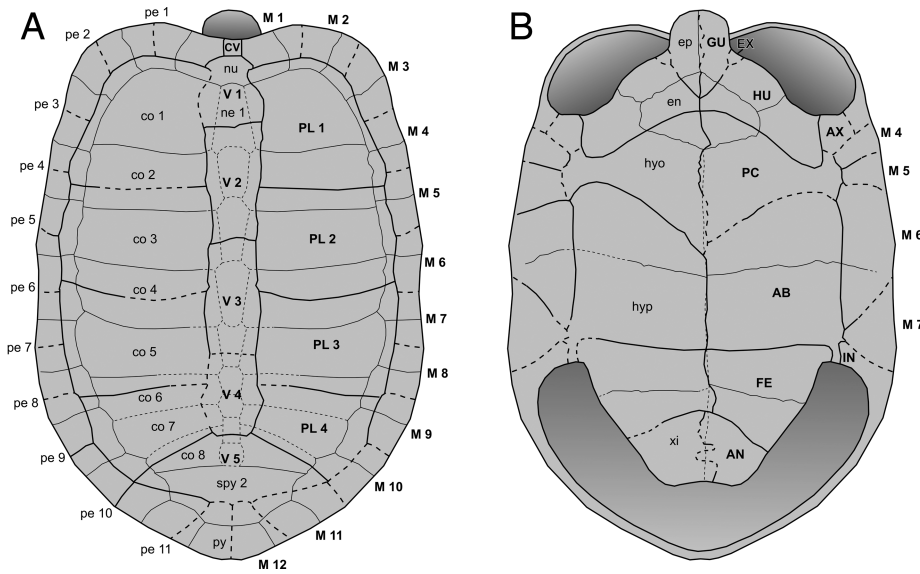 A
pe 1
pe 2
pe 3
pe 4
pe 5
pe 6
pe 7
pe 8
pe 9
pe 10
pe 11
M 1
M 2
M 3
M 4
M 5
M 6
M 7
M 8
M 9
M 10
M 11
M 12
CV
nu
V 1
ne 1
V 2
V 3
V 4
V 5
spy 2
py
co 1
co 2
co 3
co 4
co 5
co 6
co 7
co 8
PL 1
PL 2
PL 3
PL 4
B
ep
GU
EX
en
HU
AX
hyo
PC
hyp
AB
IN
FE
xi
AN
M 4
M 5
M 6
M 7